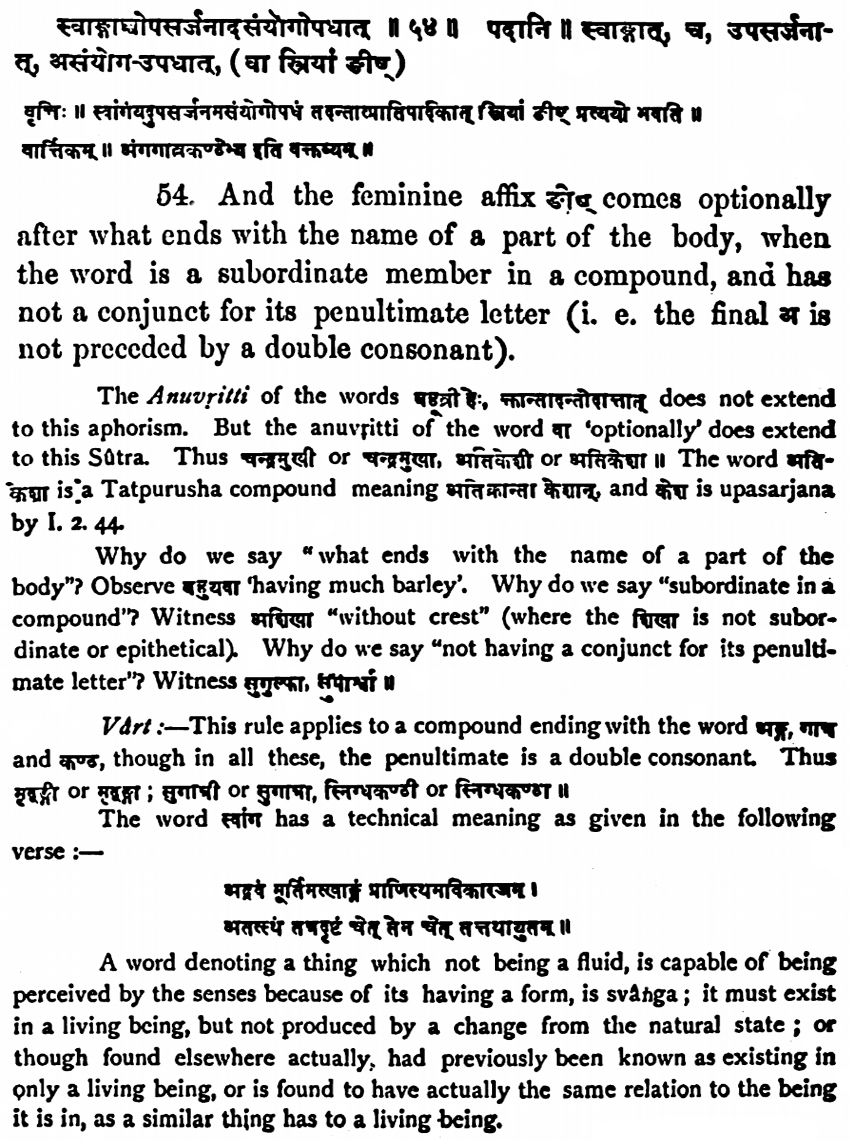 स्वाङ्गाच्चोपसर्जनादसंयोगोपधात् ॥ ५४ ॥ पदानि ॥ स्वाङ्गात्, च, उपसर्जना-
त्, असंयोग-उपधात्, (वा स्त्रियां ङीष्)
वृत्तिः ॥ स्वांगंयदुपसर्जनमसंयोगोपधं तदन्तात्प्रातिपदिकात् स्त्रियां ङीष् प्रत्ययो भवति ॥
वार्त्तिकम् ॥ अंगगात्रकण्ठेभ्य इति वक्तव्यम् ॥
54. And the feminine affix ङीष् comes optionally
after what ends with the name of a part of the body, when
the word is a subordinate member in a compound, and has
not a conjunct for its penultimate letter (i. e. the final अ is
not preceded by a double consonant).
The Anuvṛitti of the words बहुव्रीहेः, क्तान्तादन्तोदात्तात् does not extend
to this aphorism. But the anuvṛitti of the word वा 'optionally' does extend
to this Sûtra. Thus चन्द्रमुखी or चन्द्रमुखा, अतिकेशी or अतिकेशा ॥ The word अति-
केशा is a Tatpurusha compound meaning अतिक्रान्ता केशान्, and केश is upasarjana
by I. 2. 44.
Why do we say "what ends with the name of a part of the
body"? Observe बहुयवा 'having much barley'. Why do we say "subordinate in a
compound"? Witness अशिखा "without crest" (where the शिखा is not subor-
dinate or epithetical). Why do we say "not having a conjunct for its penulti-
mate letter"? Witness सुगुल्फा, सुपार्श्वा ॥
Vârt :—This rule applies to a compound ending with the word अङ्ग, गात्र
and कण्ठ, though in all these, the penultimate is a double consonant. Thus
मृद्वङ्गी or मृद्वङ्गा ; सुगात्री or सुगात्रा, स्निग्धकण्ठी or स्निग्धकण्ठा ॥
The word स्वांग has a technical meaning as given in the following
verse :—
अद्रवं मूर्तिमत्स्वाङ्गं प्राणिस्थमविकारजम् ।
अतत्स्थं तत्रदृष्टं चेत् तेन चेत् तत्तथायुतम् ॥
A word denoting a thing which not being a fluid, is capable of being
perceived by the senses because of its having a form, is svâṅga ; it must exist
in a living being, but not produced by a change from the natural state ; or
though found elsewhere actually, had previously been known as existing in
only a living being, or is found to have actually the same relation to the being
it is in, as a similar thing has to a living being.